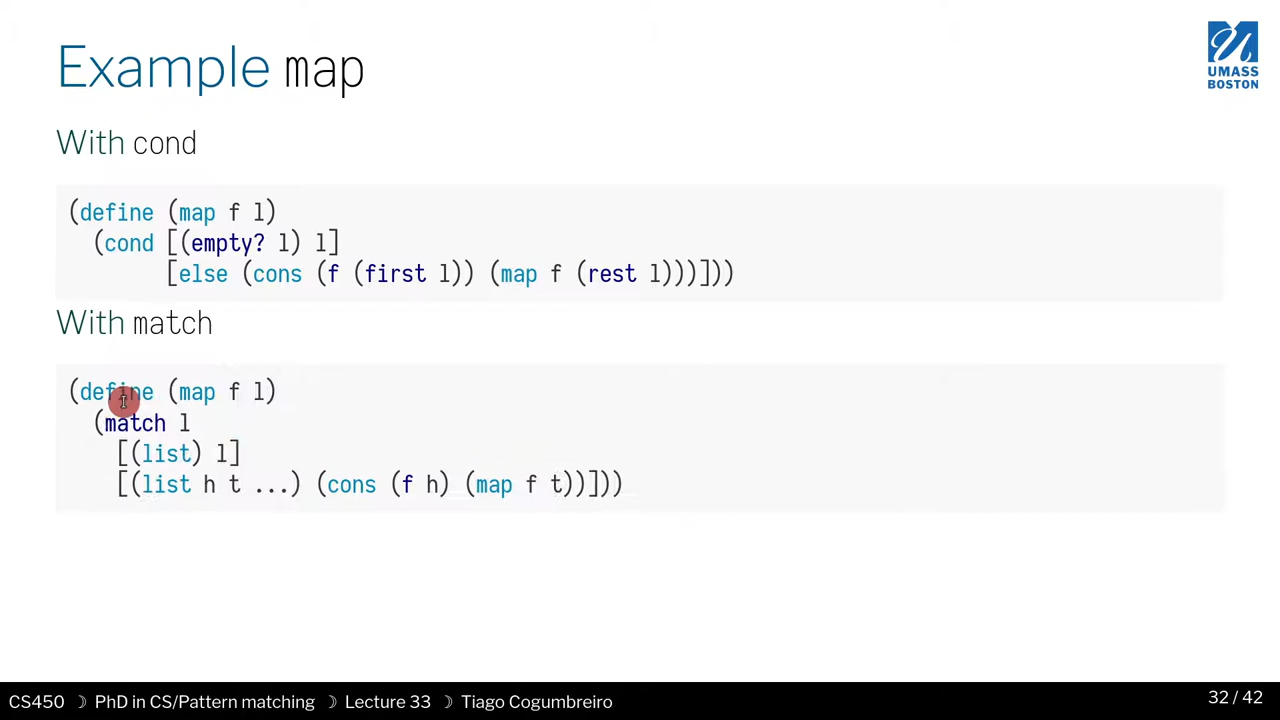 Example map
UMASS
BOSTON
With cond
(define (map f l)
  (cond [(empty? l) l]
        [else (cons (f (first l)) (map f (rest l)))]))
With match
(define (map f l)
  (match l
    [(list) l]
    [(list h t ...) (cons (f h) (map f t))]))
CS450 ☽ PhD in CS/Pattern matching ☽ Lecture 33 ☽ Tiago Cogumbreiro
32 / 42